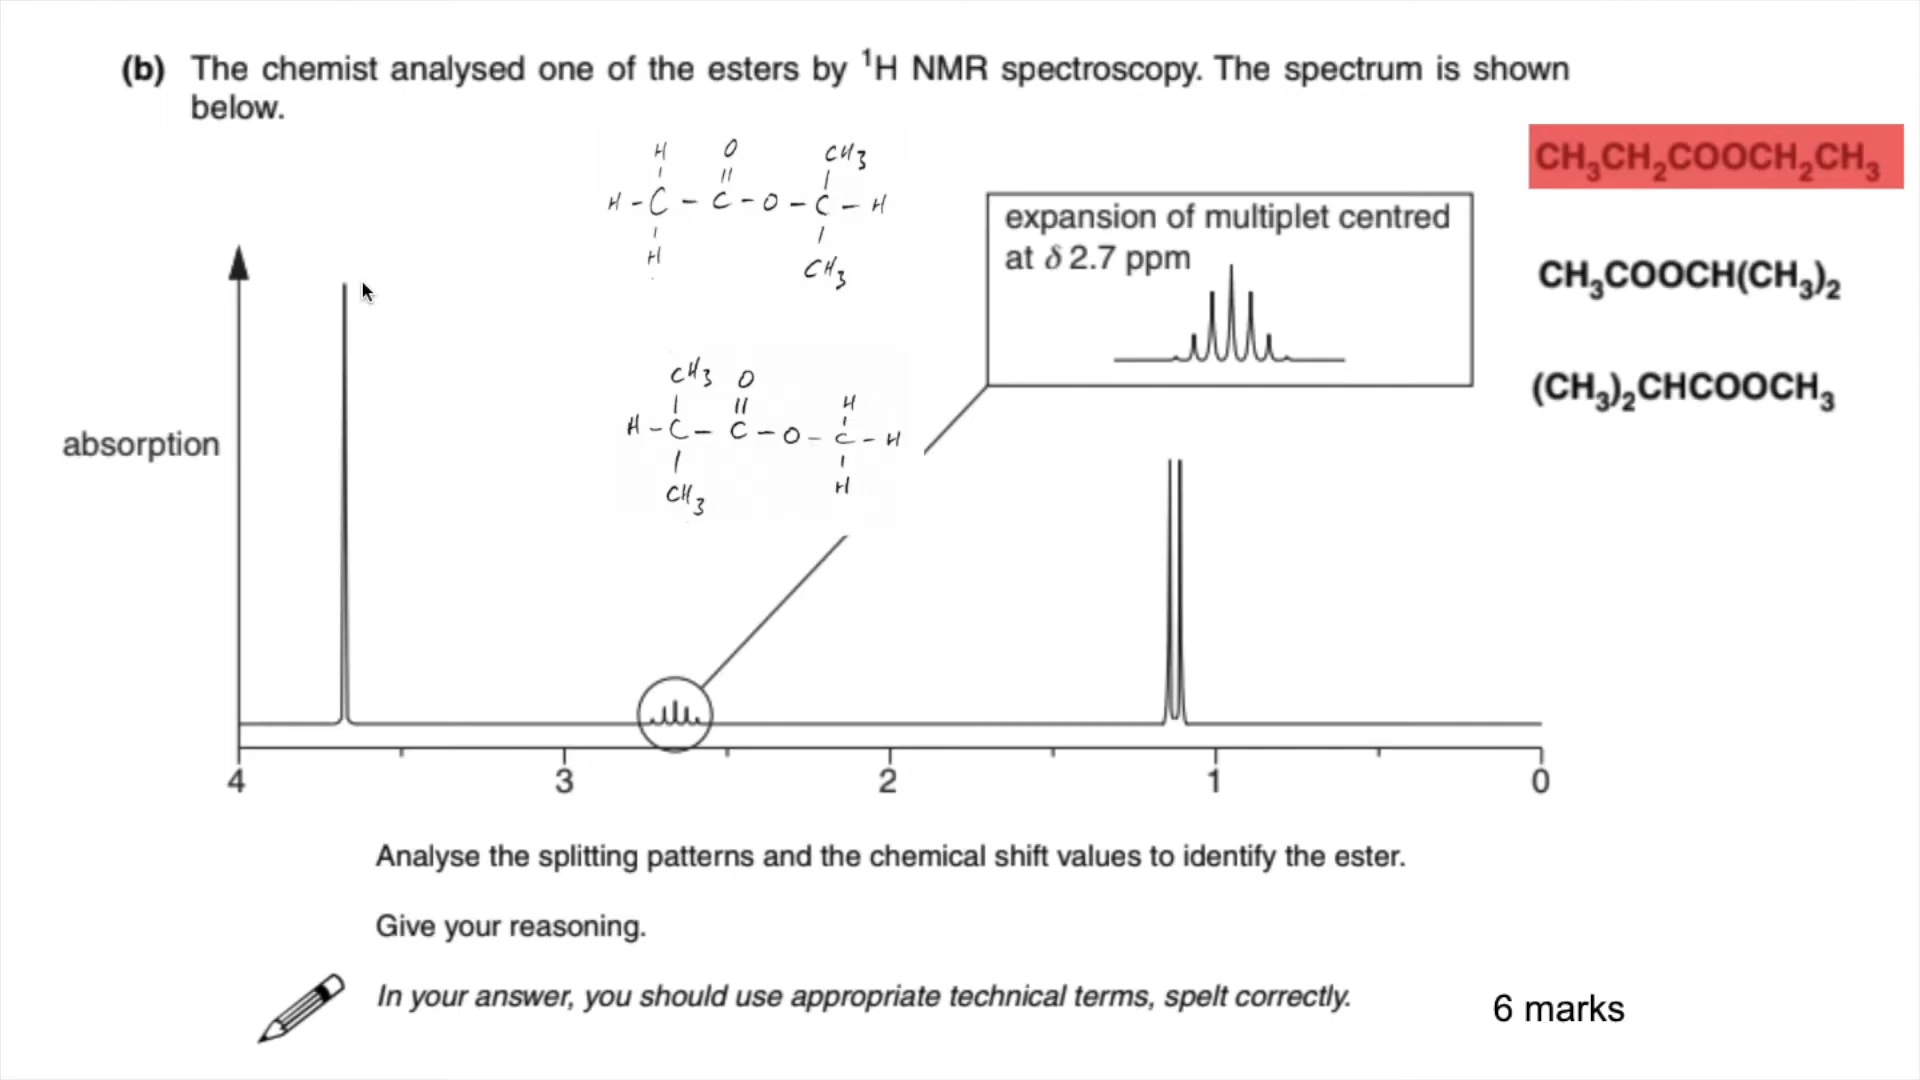 (b) The chemist analysed one of the esters by ¹H NMR spectroscopy. The spectrum is shown
below.
CH₃CH₂COOCH₂CH₃
H O CH₃
H - C - C - O - C - H
H CH₃
expansion of multiplet centred
at δ 2.7 ppm
CH₃COOCH(CH₃)₂
(CH₃)₂CHCOOCH₃
CH₃ O H
H - C - C - O - C - H
CH₃ H
absorption
4 3 2 1 0
Analyse the splitting patterns and the chemical shift values to identify the ester.
Give your reasoning.
In your answer, you should use appropriate technical terms, spelt correctly.
6 marks